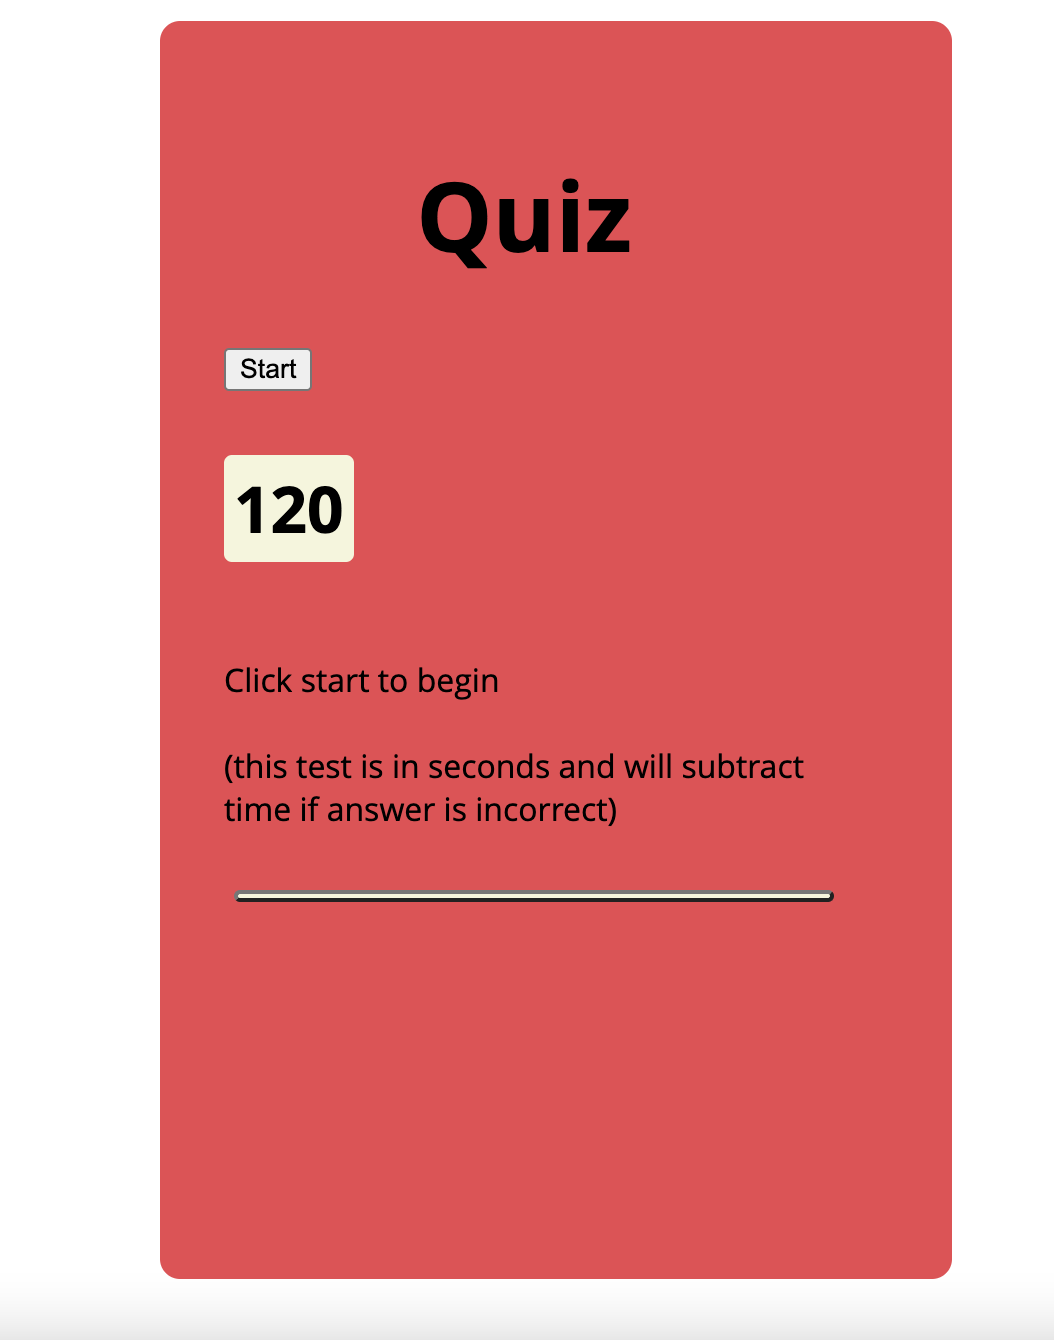 Quiz
Start
120
Click start to begin
(this test is in seconds and will subtract
time if answer is incorrect)